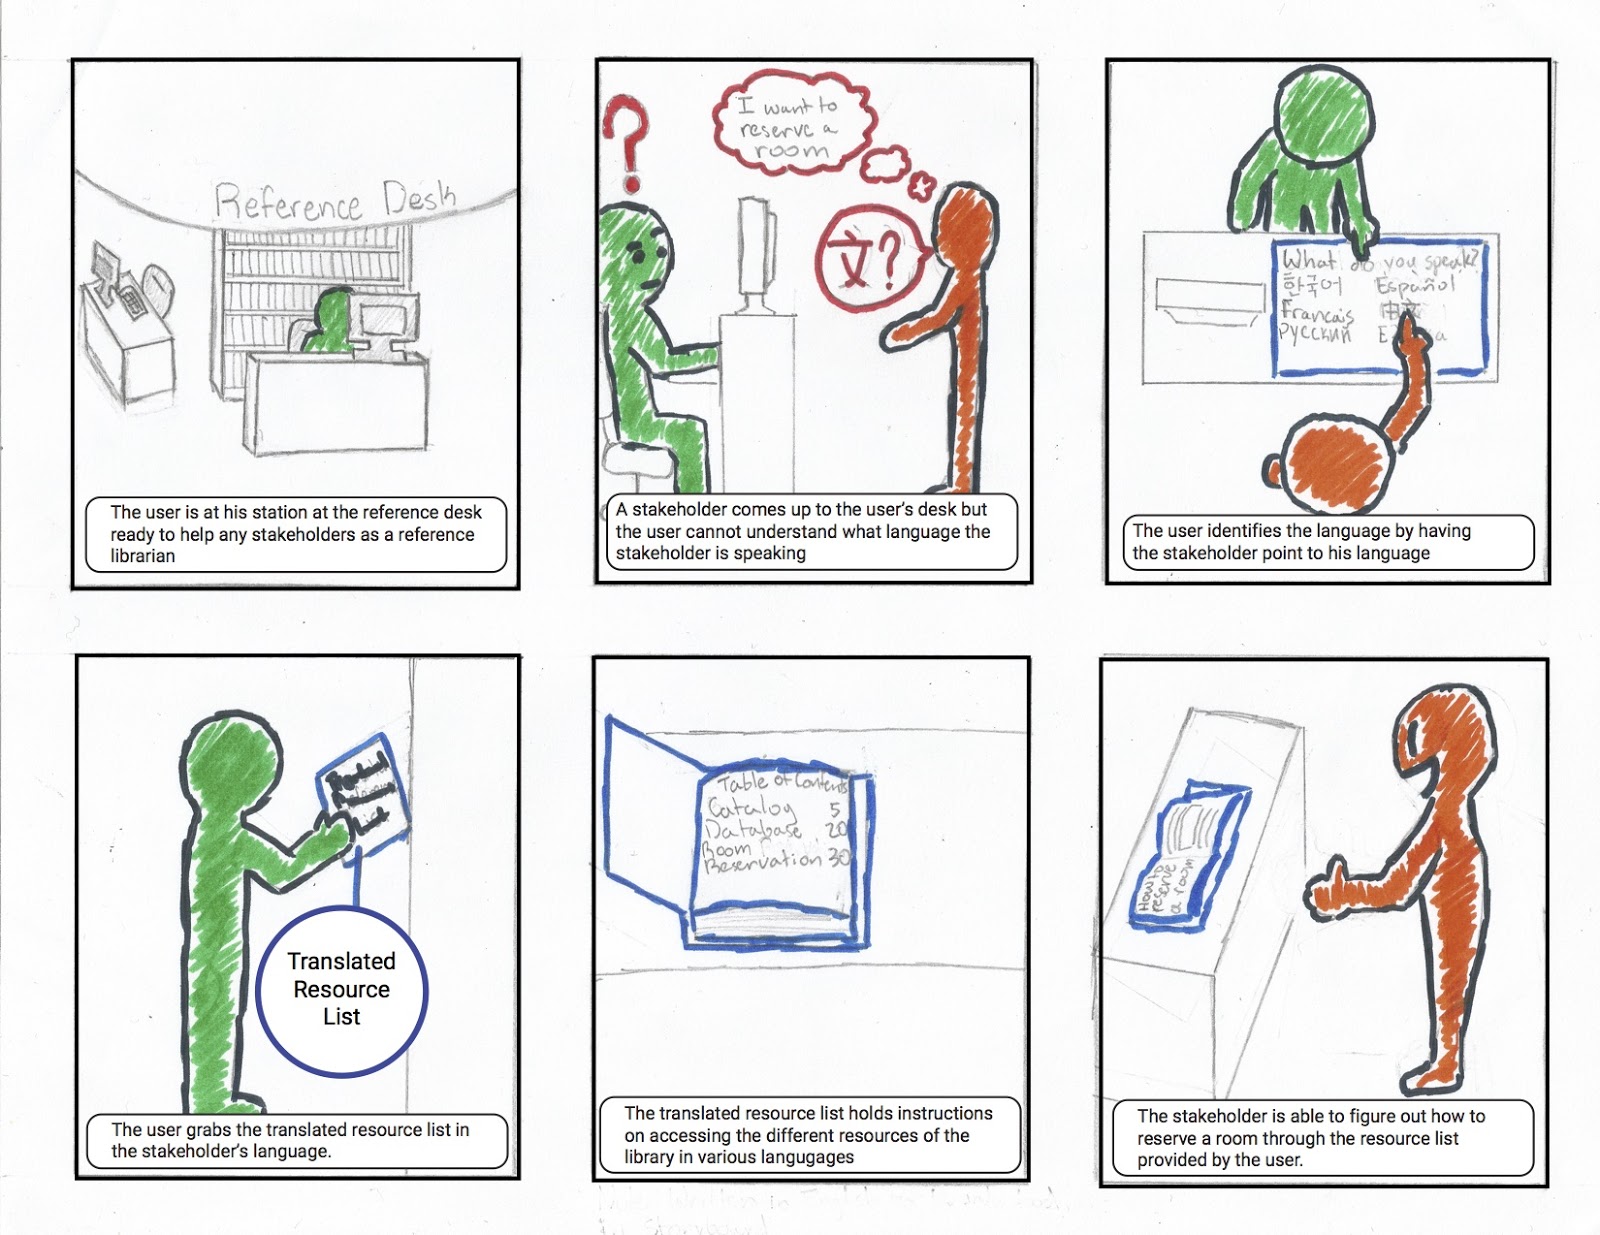 Reference Desk
The user is at his station at the reference desk
ready to help any stakeholders as a reference
librarian
?
I want to
reserve a
room
文?
A stakeholder comes up to the user's desk but
the user cannot understand what language the
stakeholder is speaking
What do you speak?
한국어 Español
Francais 中文
Русский
The user identifies the language by having
the stakeholder point to his language
List
Translated
Resource
List
The user grabs the translated resource list in
the stakeholder's language.
Table of Contents
Catalog 5
Database 20
Room
Reservation 30
The translated resource list holds instructions
on accessing the different resources of the
library in various langugages
How to
reserve
a room
The stakeholder is able to figure out how to
reserve a room through the resource list
provided by the user.